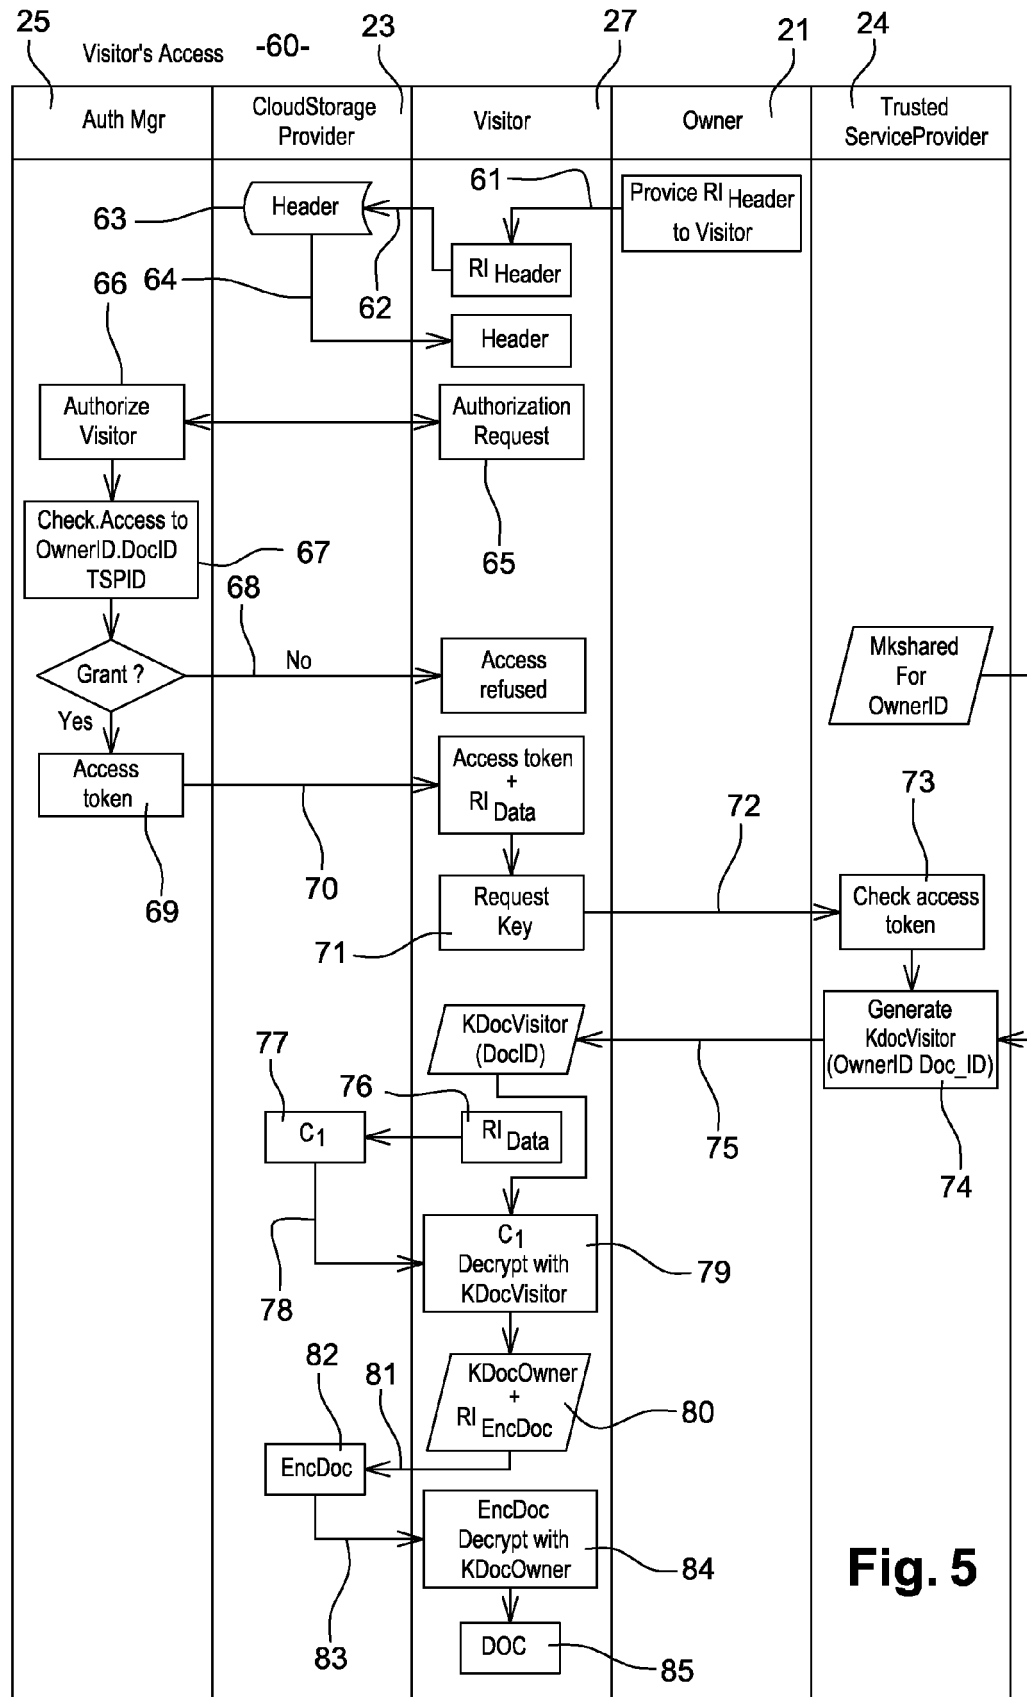 25
23
27
21
24
Visitor's Access
-60-
Auth Mgr
CloudStorage
Provider
Visitor
Owner
Trusted
ServiceProvider
61
Provice RI Header
to Visitor
63
Header
62
RI Header
64
66
Header
Authorize
Visitor
Authorization
Request
65
Check.Access to
OwnerID.DocID
TSPID
67
68
Grant ?
No
Access
refused
Mkshared
For
OwnerID
Yes
Access
token
69
70
Access token
+
RI Data
72
73
Request
Key
71
Check access
token
KDocVisitor
(DocID)
Generate
KdocVisitor
(OwnerID Doc_ID)
75
74
77
76
C1
RI Data
78
C1
Decrypt with
KDocVisitor
79
82
81
KDocOwner
+
RI EncDoc
80
EncDoc
83
EncDoc
Decrypt with
KDocOwner
84
DOC
85
Fig. 5